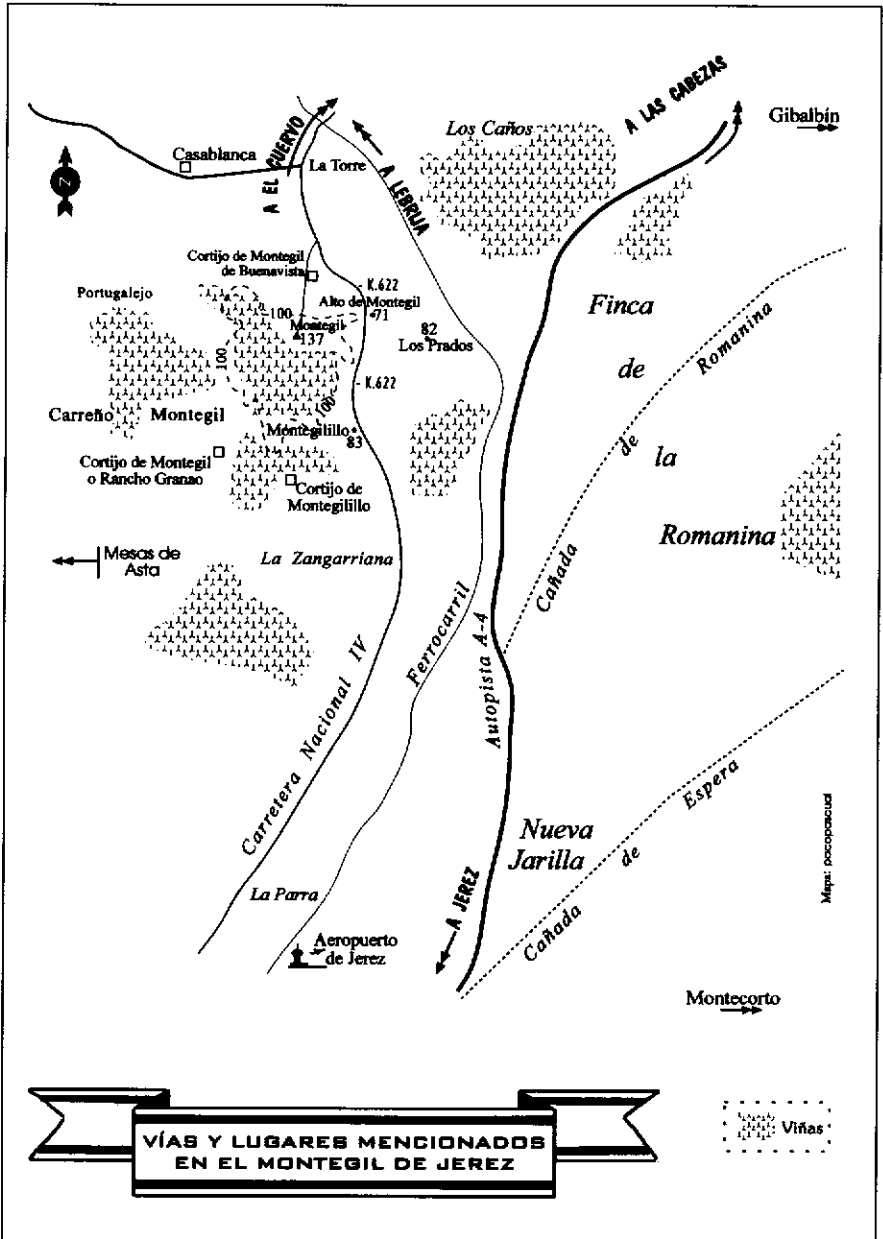 A LAS CABEZAS
Gibalbín
Los Caños
A EL CUERVO
Casablanca
La Torre
A LEBRIJA
N
Cortijo de Montegil
de Buenavista
K.622
Alto de Montegil
71
Portugalejo
100
Montegil
137
82
Los Prados
Finca
de
la
Romanina
Cañada
de
Romanina
100
K.622
100
Carreño
Montegil
Montegilillo
83
Cortijo de Montegil
o Rancho Granao
Cortijo de
Montegilillo
Mesas de
Asta
La Zangarriana
Carretera Nacional IV
Ferrocarril
Autopista A-4
Cañada
de
Espera
Nueva
Jarilla
A JEREZ
La Parra
Aeropuerto
de Jerez
Mapa: pacopascual
Montecorto
VÍAS Y LUGARES MENCIONADOS
EN EL MONTEGIL DE JEREZ
Viñas